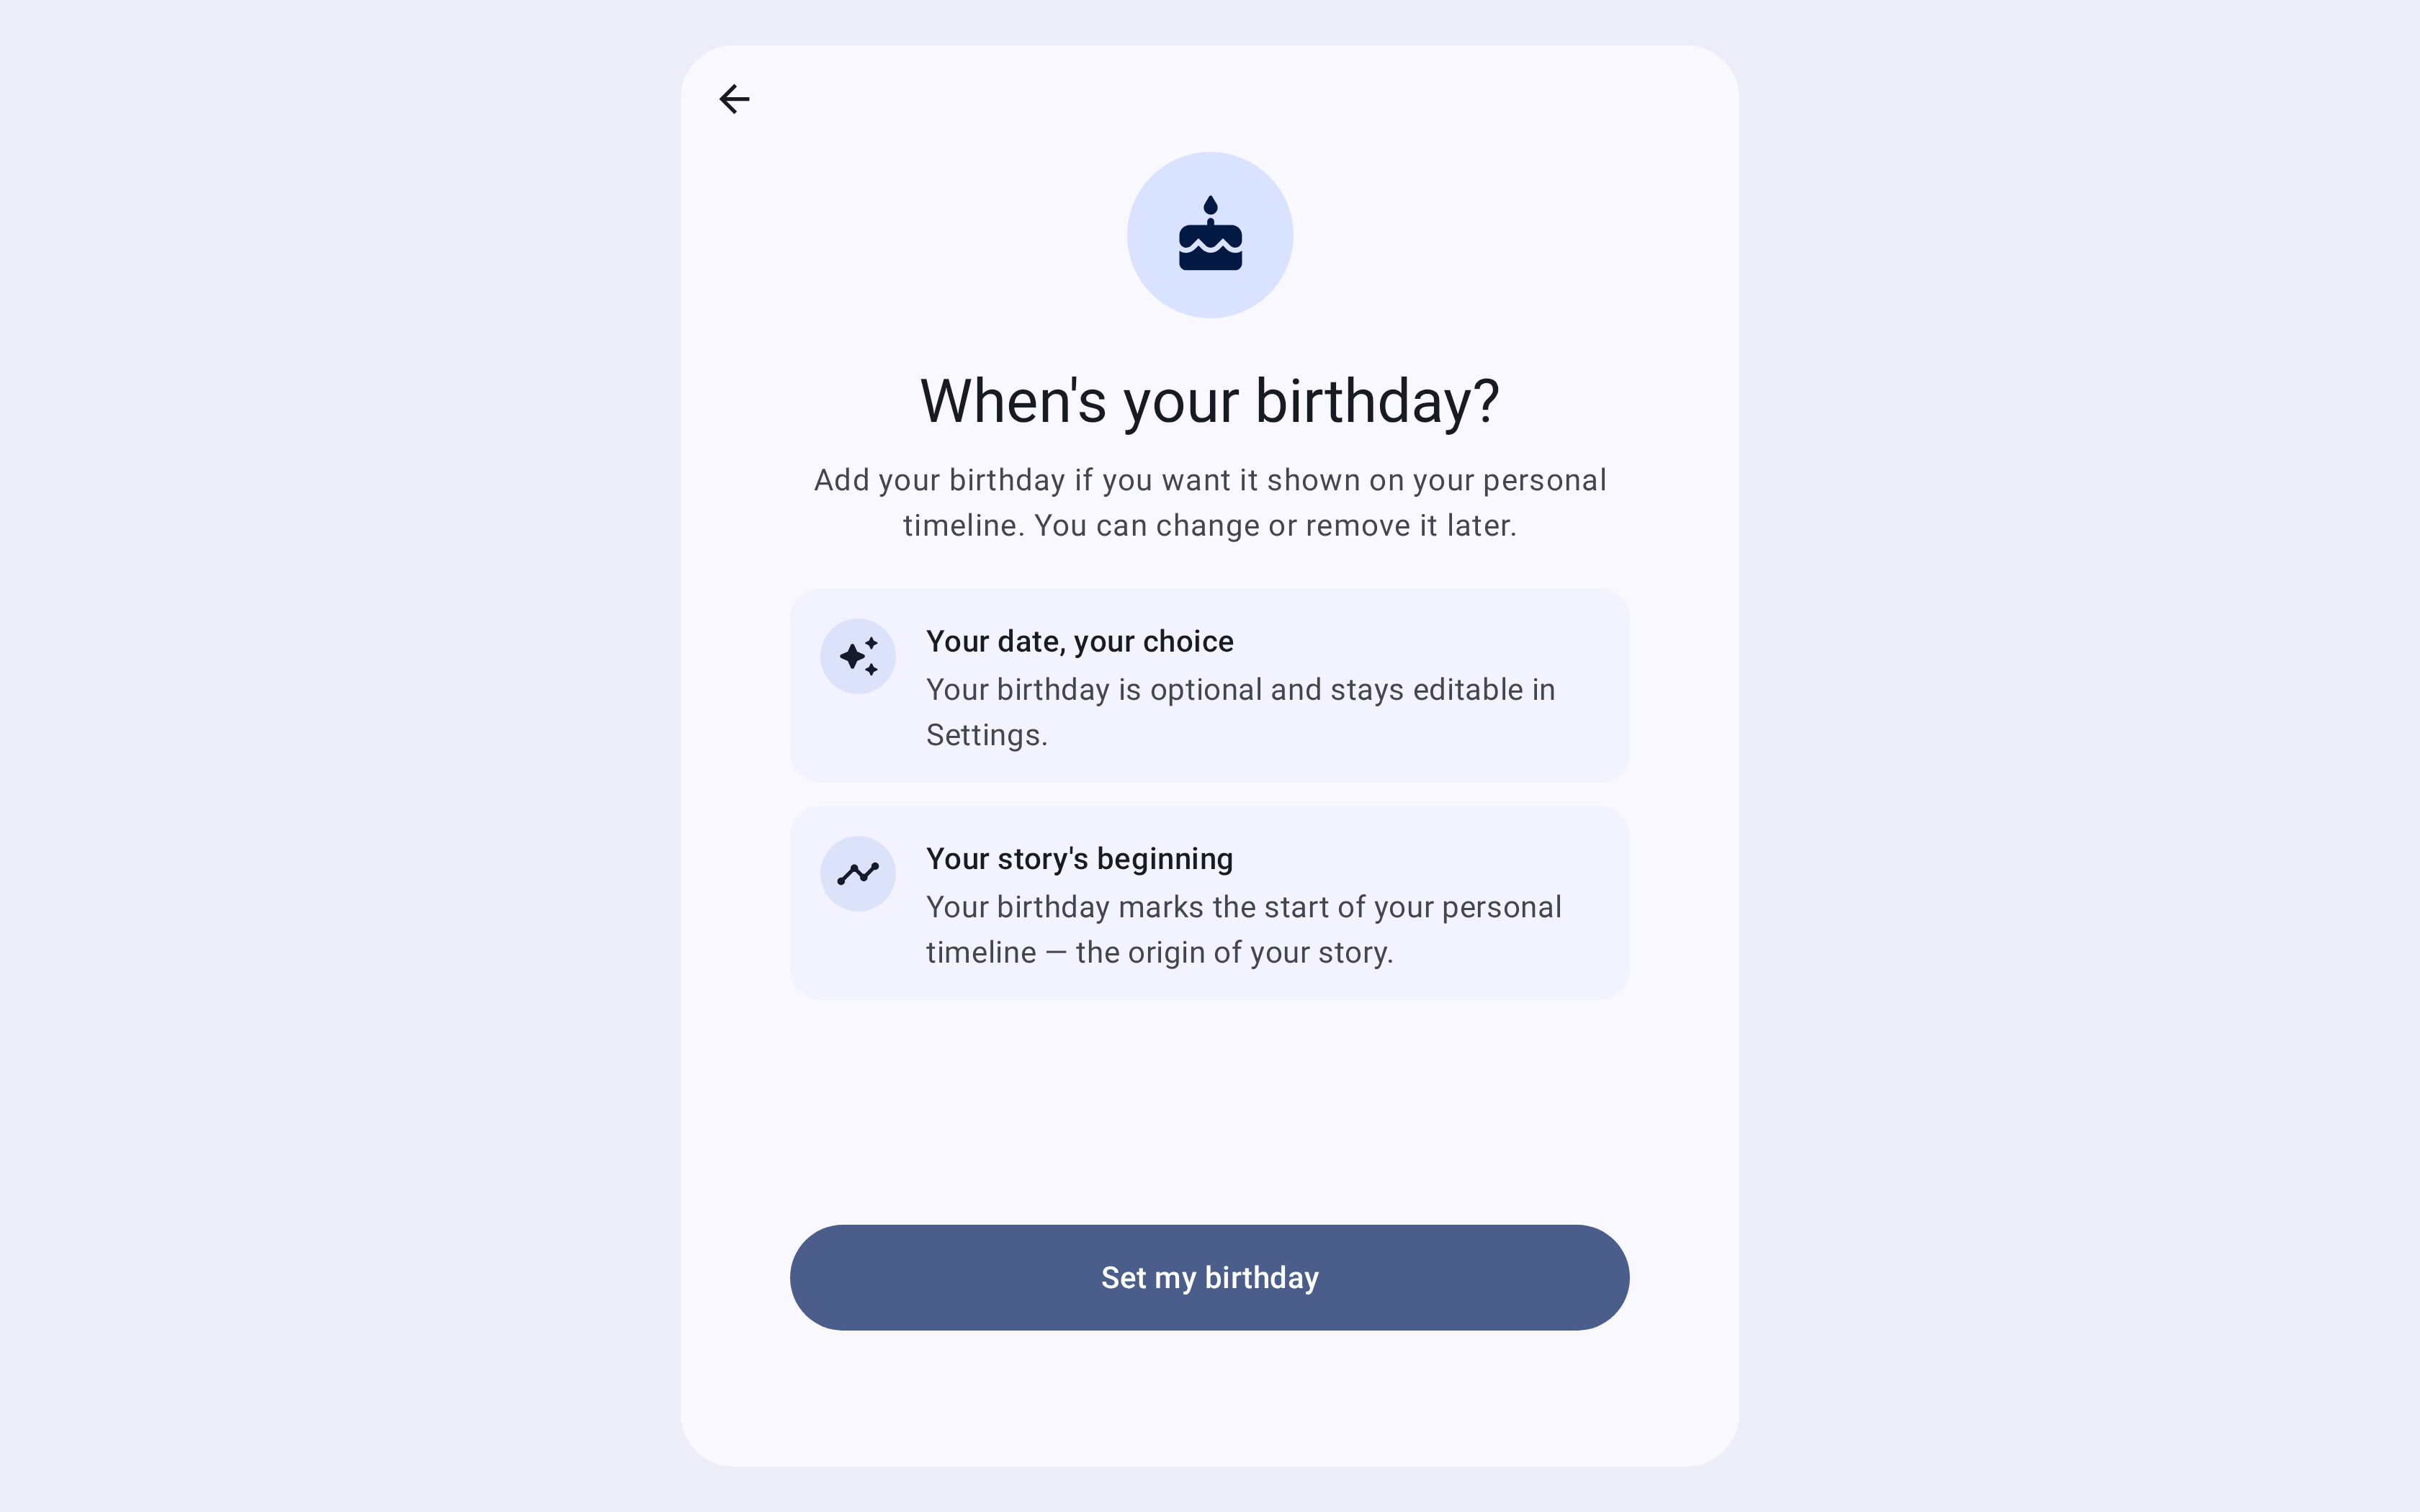 When's your birthday?
Add your birthday if you want it shown on your personal
timeline. You can change or remove it later.
Your date, your choice
Your birthday is optional and stays editable in
Settings.
Your story's beginning
Your birthday marks the start of your personal
timeline — the origin of your story.
Set my birthday